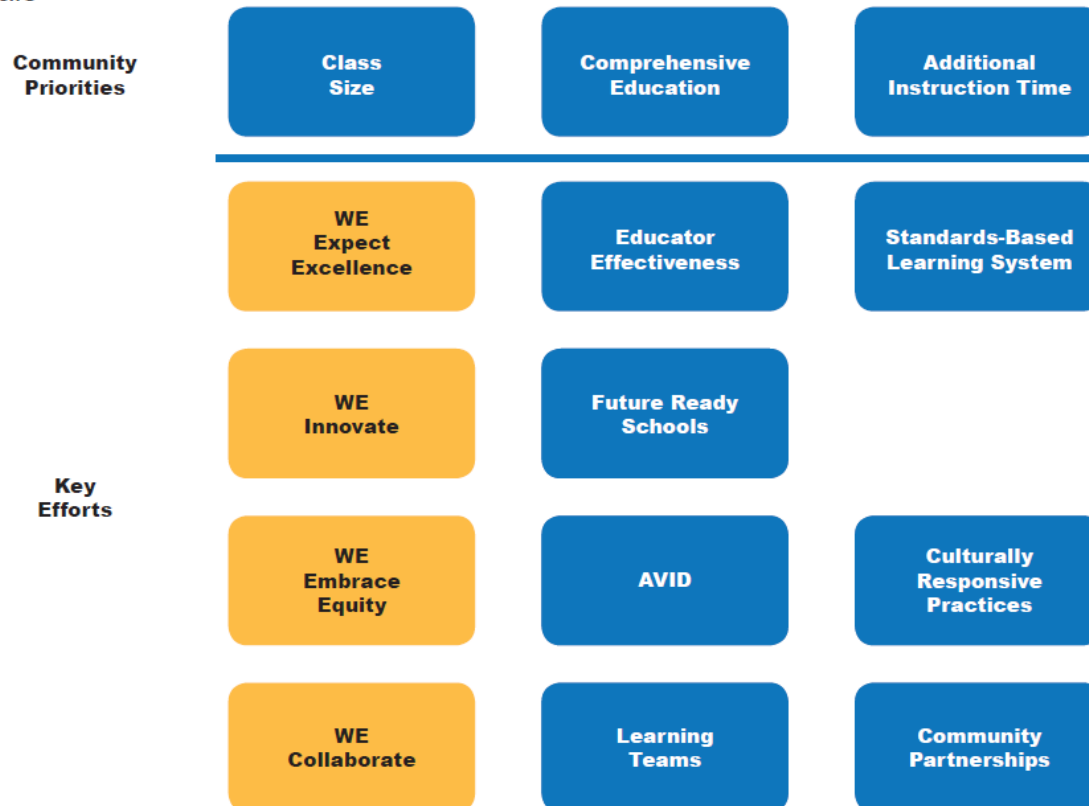 Community
Priorities
Class
Size
Comprehensive
Education
Additional
Instruction Time
WE
Expect
Excellence
Educator
Effectiveness
Standards-Based
Learning System
WE
Innovate
Future Ready
Schools
Key
Efforts
WE
Embrace
Equity
AVID
Culturally
Responsive
Practices
WE
Collaborate
Learning
Teams
Community
Partnerships